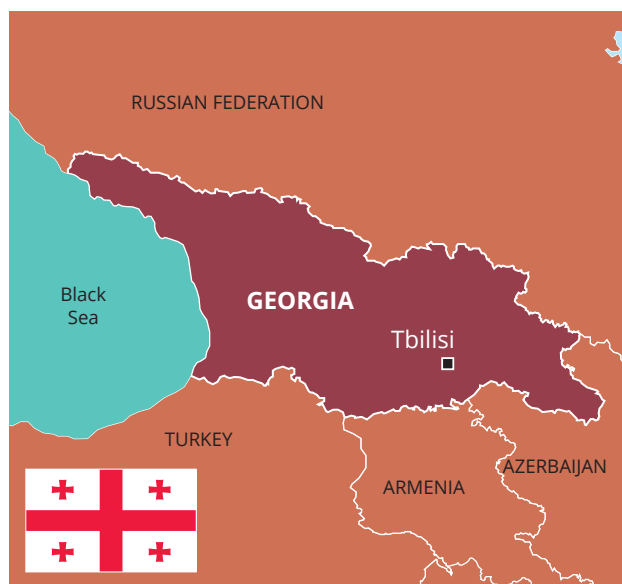 RUSSIAN FEDERATION
Black
Sea
GEORGIA
Tbilisi
TURKEY
AZERBAIJAN
ARMENIA